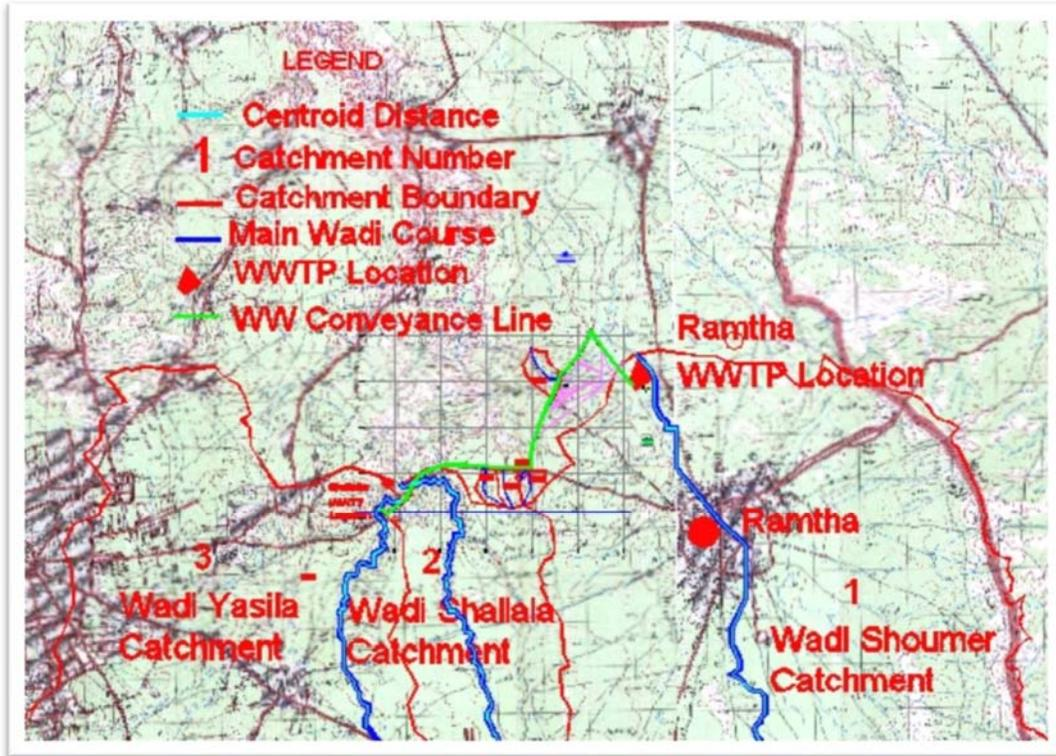 LEGEND
Centroid Distance
1 Catchment Number
Catchment Boundary
Main Wadi Course
WWTP Location
WW Conveyance Line
Ramtha
WWTP Location
Ramtha
3
Wadi Yasila
Catchment
2
Wadi Shallala
Catchment
1
Wadi Shoumer
Catchment